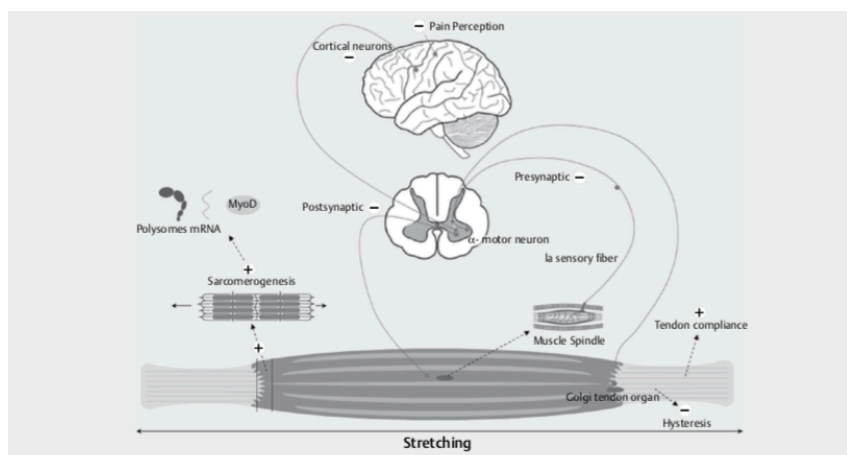 − Pain Perception
Cortical neurons
−
Presynaptic −
Postsynaptic −
MyoD
Polysomes mRNA
α- motor neuron
Ia sensory fiber
+
Sarcomerogenesis
+
Tendon compliance
Muscle Spindle
+
Golgi tendon organ
−
Hysteresis
Stretching